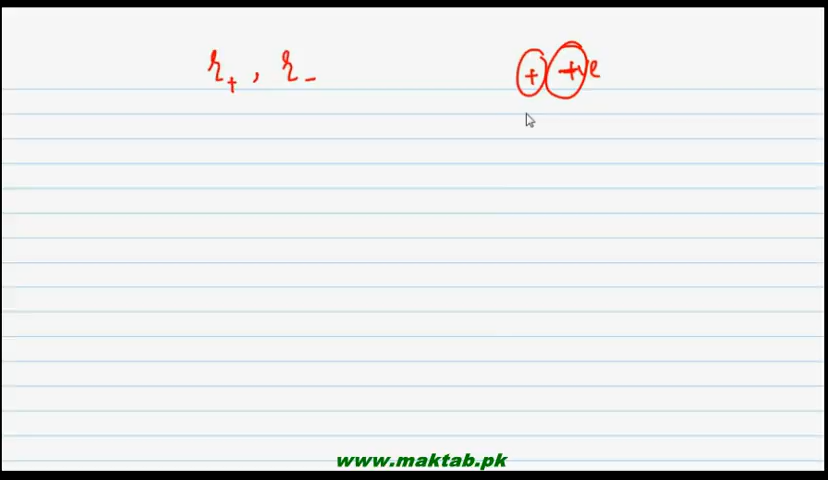 r₊ , r₋ + +ve
www.maktab.pk